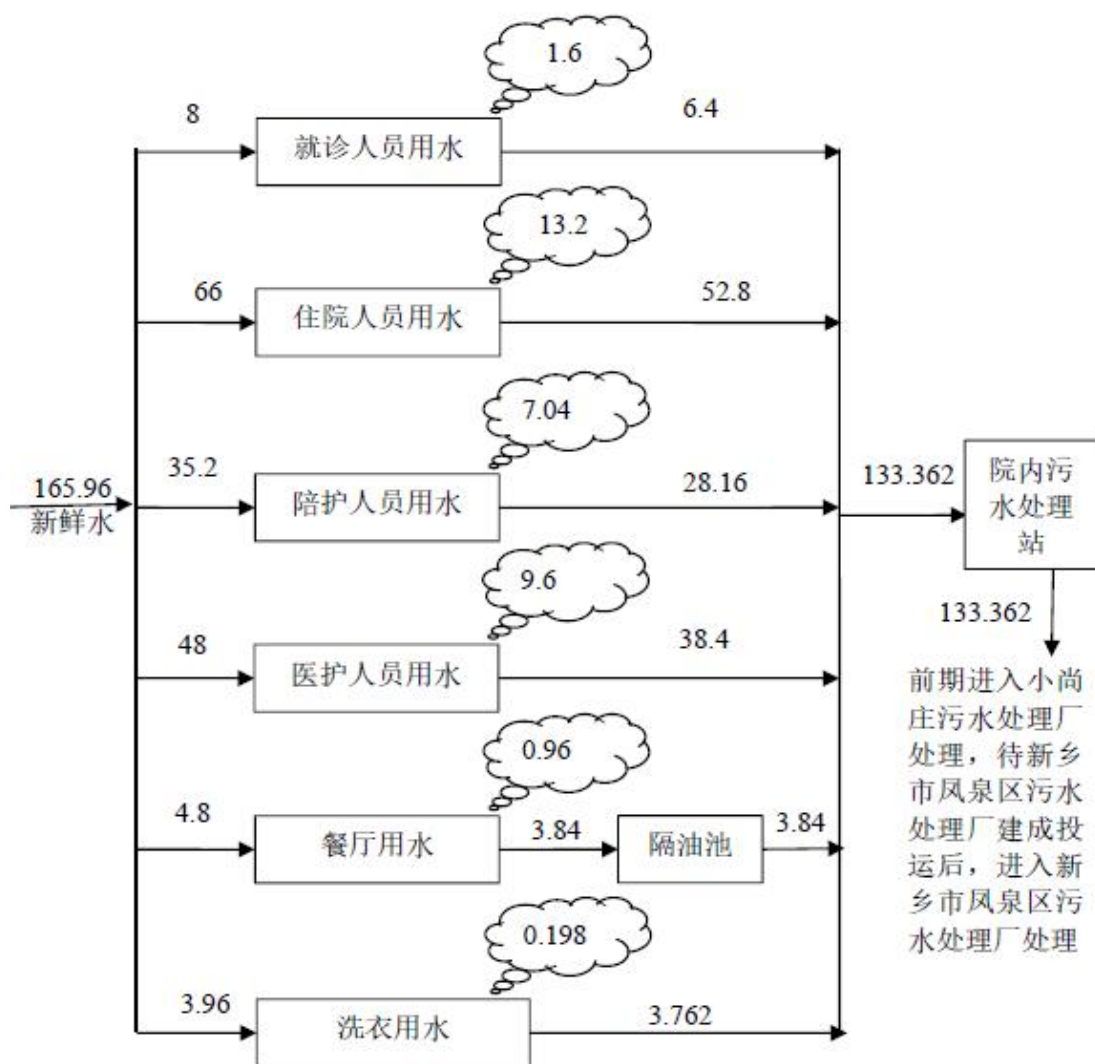 1.6
8
6.4
就诊人员用水
13.2
66
52.8
住院人员用水
7.04
35.2
28.16
陪护人员用水
165.96
新鲜水
133.362
院内污
水处理
站
9.6
48
38.4
医护人员用水
133.362
前期进入小尚
庄污水处理厂
处理，待新乡
市凤泉区污水
处理厂建成投
运后，进入新
乡市凤泉区污
水处理厂处理
0.96
4.8
餐厅用水
3.84
隔油池
3.84
0.198
3.96
洗衣用水
3.762